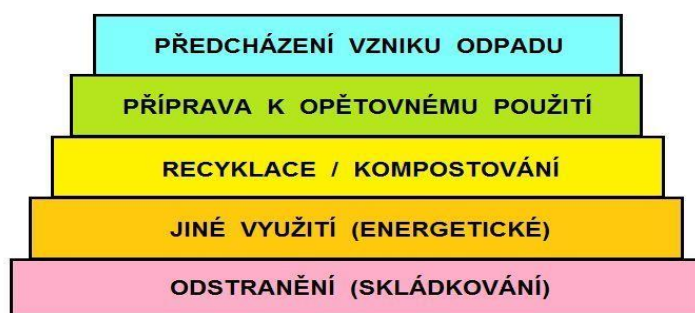 PŘEDCHÁZENÍ VZNIKU ODPADU
PŘÍPRAVA K OPĚTOVNÉMU POUŽITÍ
RECYKLACE / KOMPOSTOVÁNÍ
JINÉ VYUŽITÍ (ENERGETICKÉ)
ODSTRANĚNÍ (SKLÁDKOVÁNÍ)